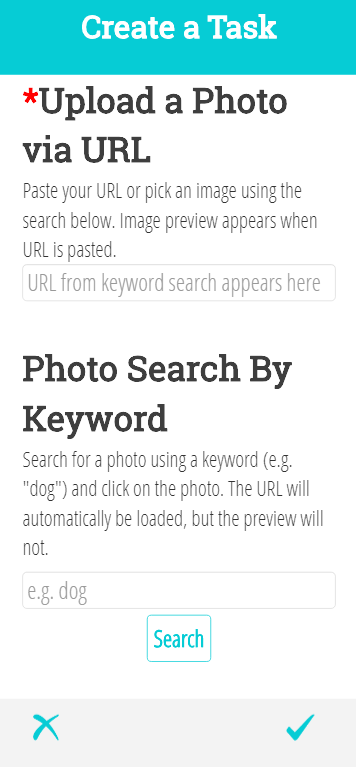 Create a Task
*Upload a Photo
via URL
Paste your URL or pick an image using the
search below. Image preview appears when
URL is pasted.
URL from keyword search appears here
Photo Search By
Keyword
Search for a photo using a keyword (e.g.
"dog") and click on the photo. The URL will
automatically be loaded, but the preview will
not.
e.g. dog
Search